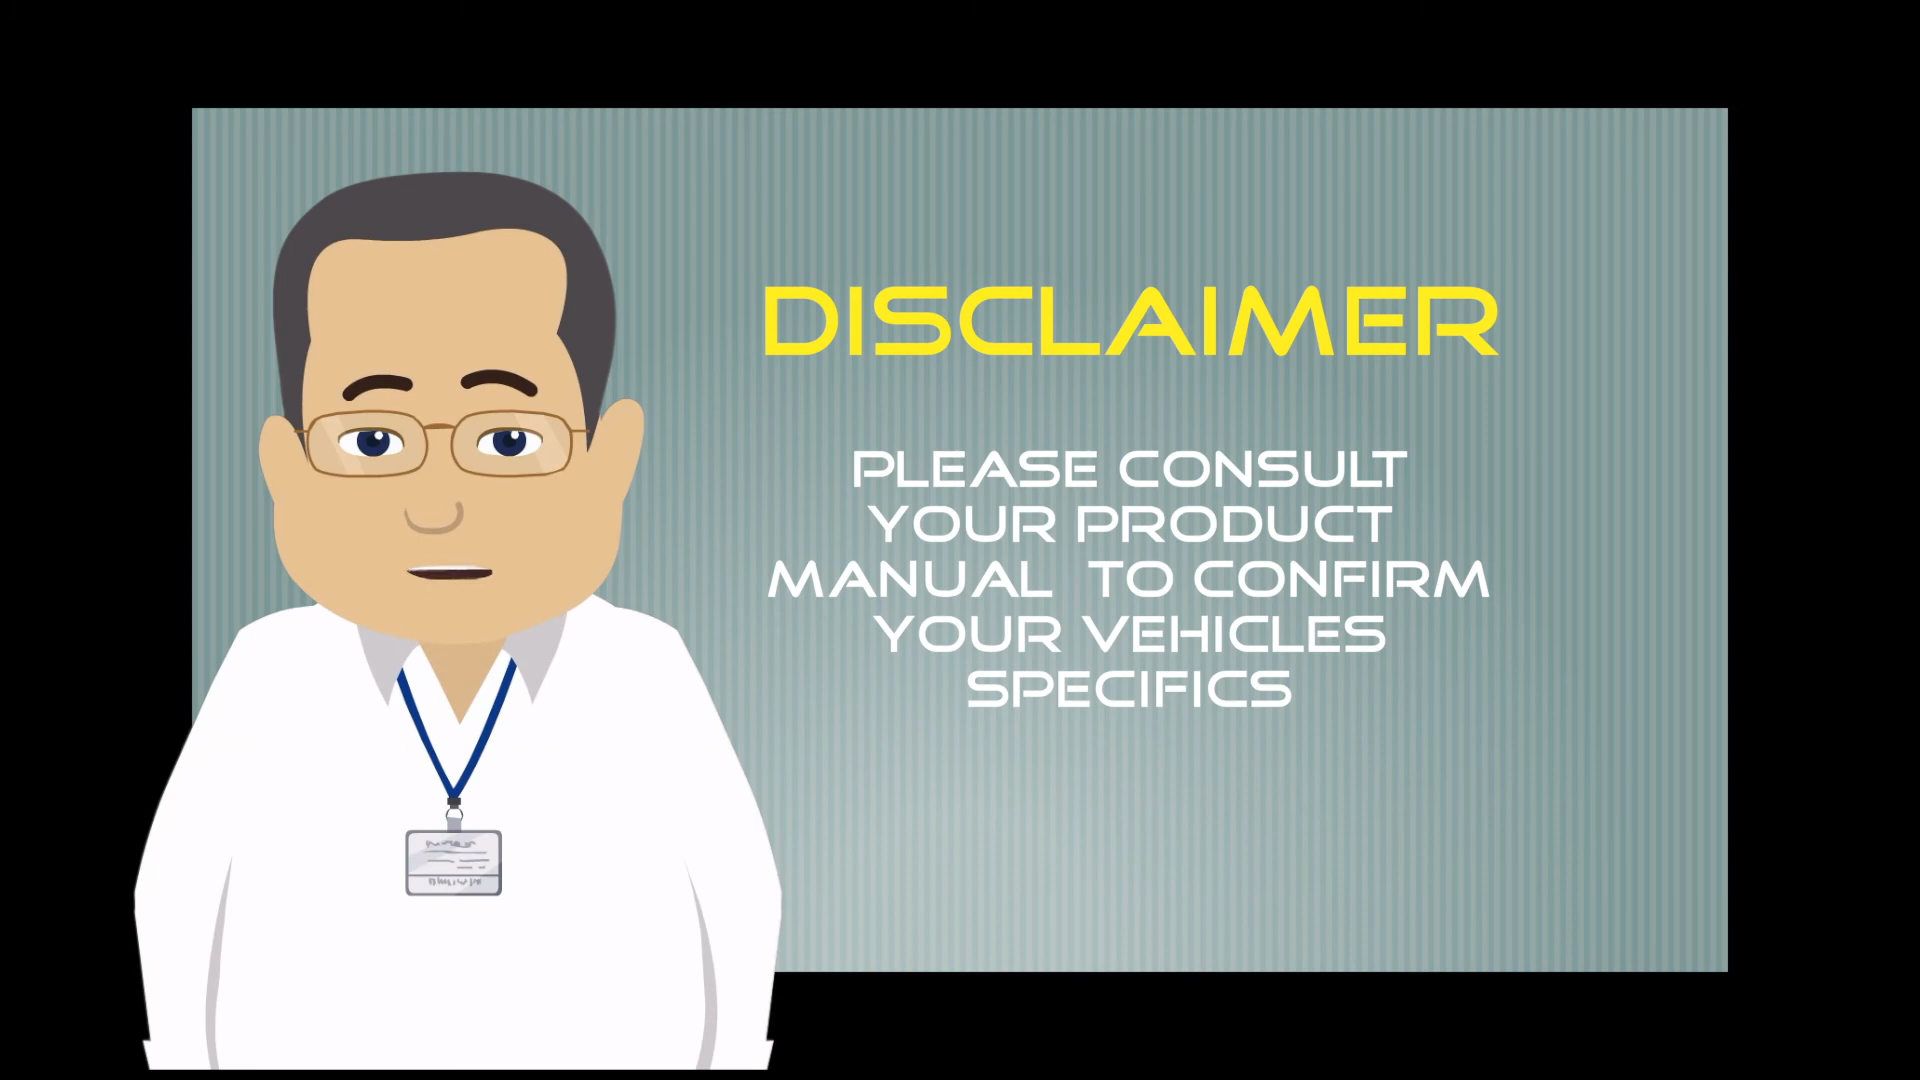 DISCLAIMER
PLEASE CONSULT
YOUR PRODUCT
MANUAL TO CONFIRM
YOUR VEHICLES
SPECIFICS